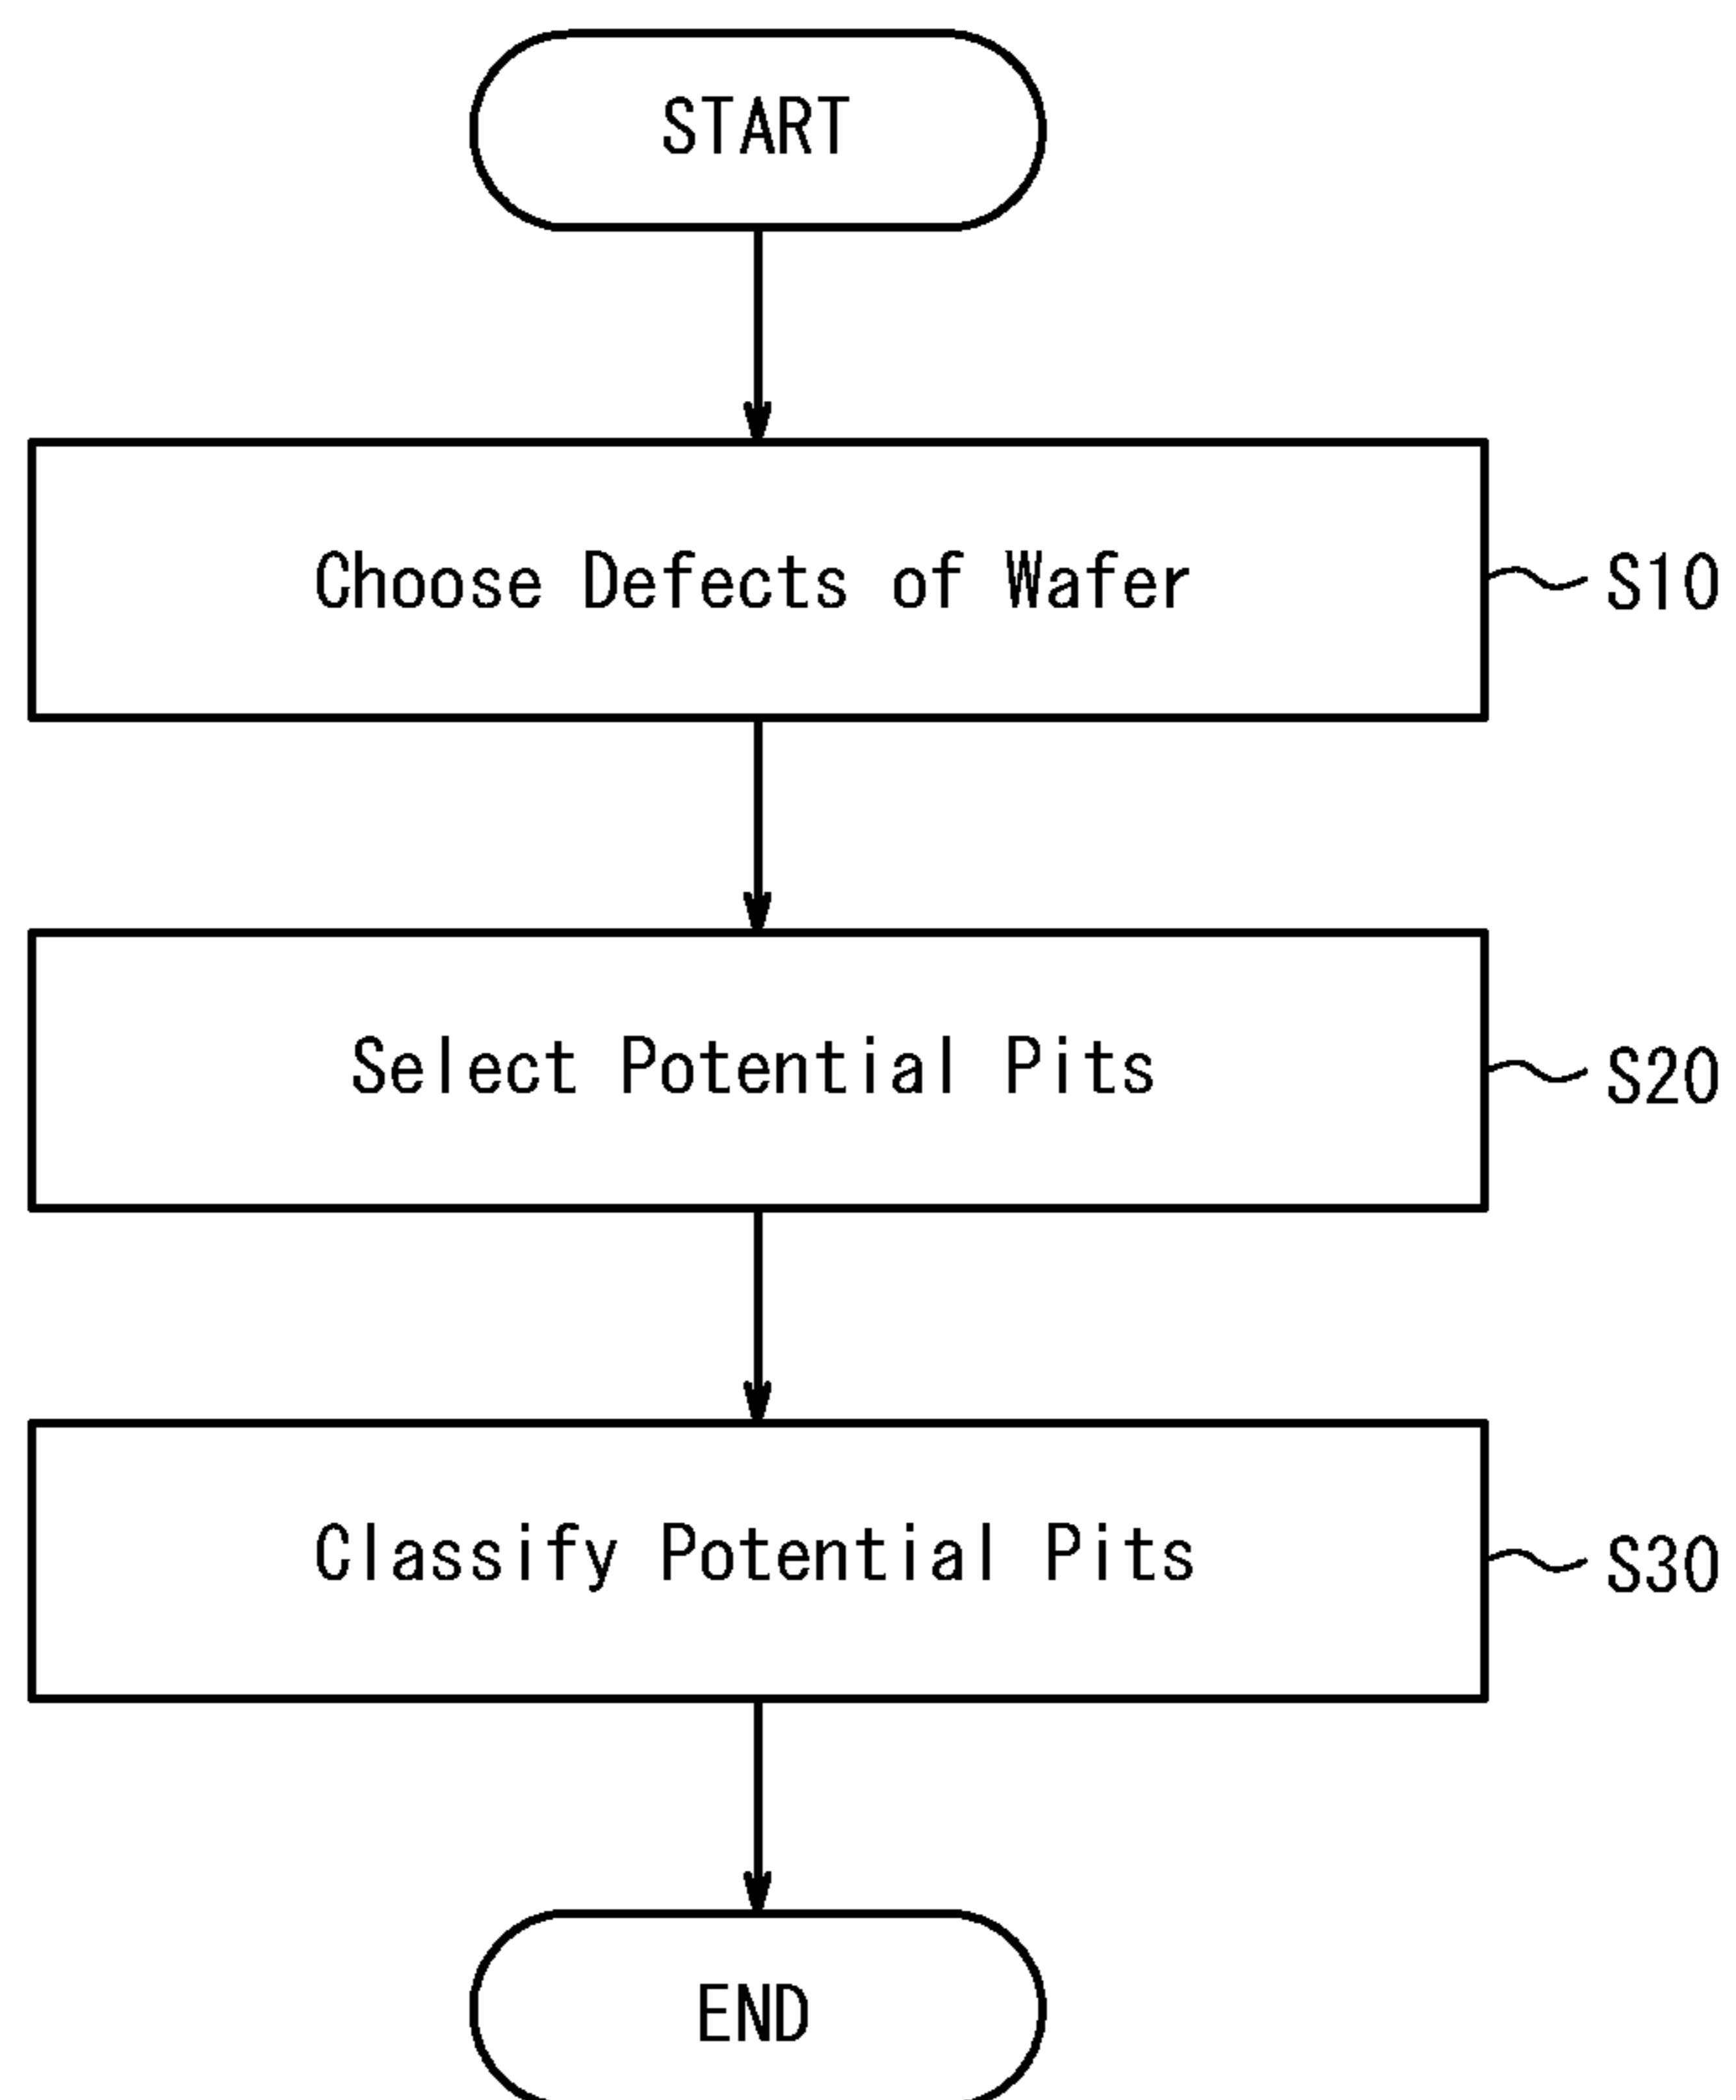 START
Choose Defects of Wafer
S10
Select Potential Pits
S20
Classify Potential Pits
S30
END